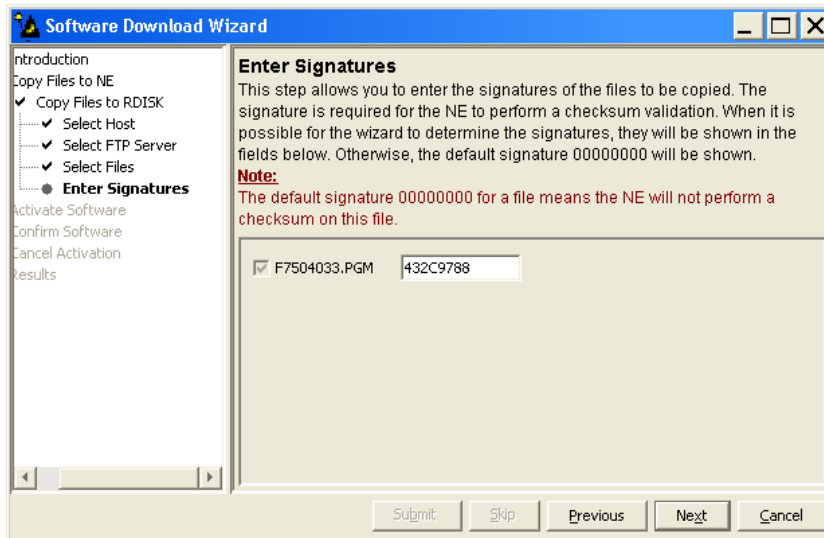 Software Download Wizard
ntroduction
Copy Files to NE
Copy Files to RDISK
Select Host
Select FTP Server
Select Files
Enter Signatures
Activate Software
Confirm Software
Cancel Activation
Results
Enter Signatures
This step allows you to enter the signatures of the files to be copied. The
signature is required for the NE to perform a checksum validation. When it is
possible for the wizard to determine the signatures, they will be shown in the
fields below. Otherwise, the default signature 00000000 will be shown.
Note:
The default signature 00000000 for a file means the NE will not perform a
checksum on this file.
F7504033.PGM 432C9788
Submit Skip Previous Next Cancel